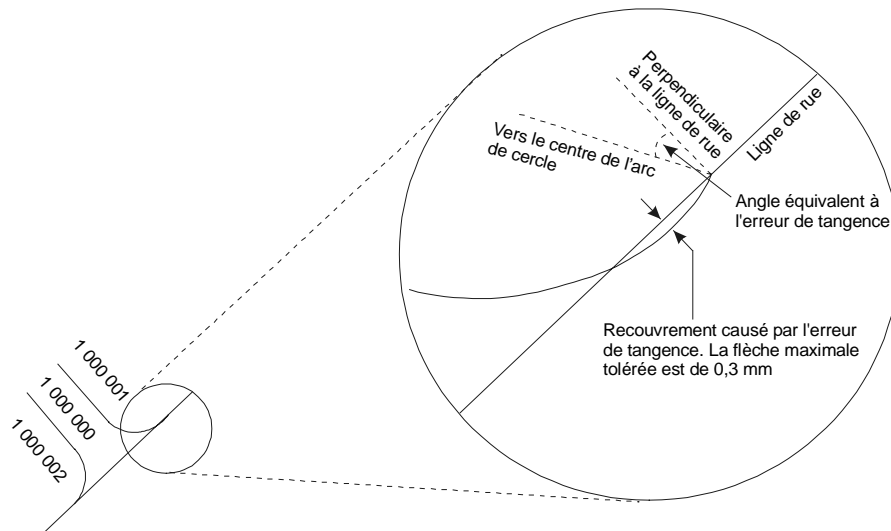 Perpendiculaire
à la ligne de rue
Ligne de rue
Vers le centre de l'arc
de cercle
Angle équivalent à
l'erreur de tangence
Recouvrement causé par l'erreur
de tangence. La flèche maximale
tolérée est de 0,3 mm
1 000 001
1 000 000
1 000 002